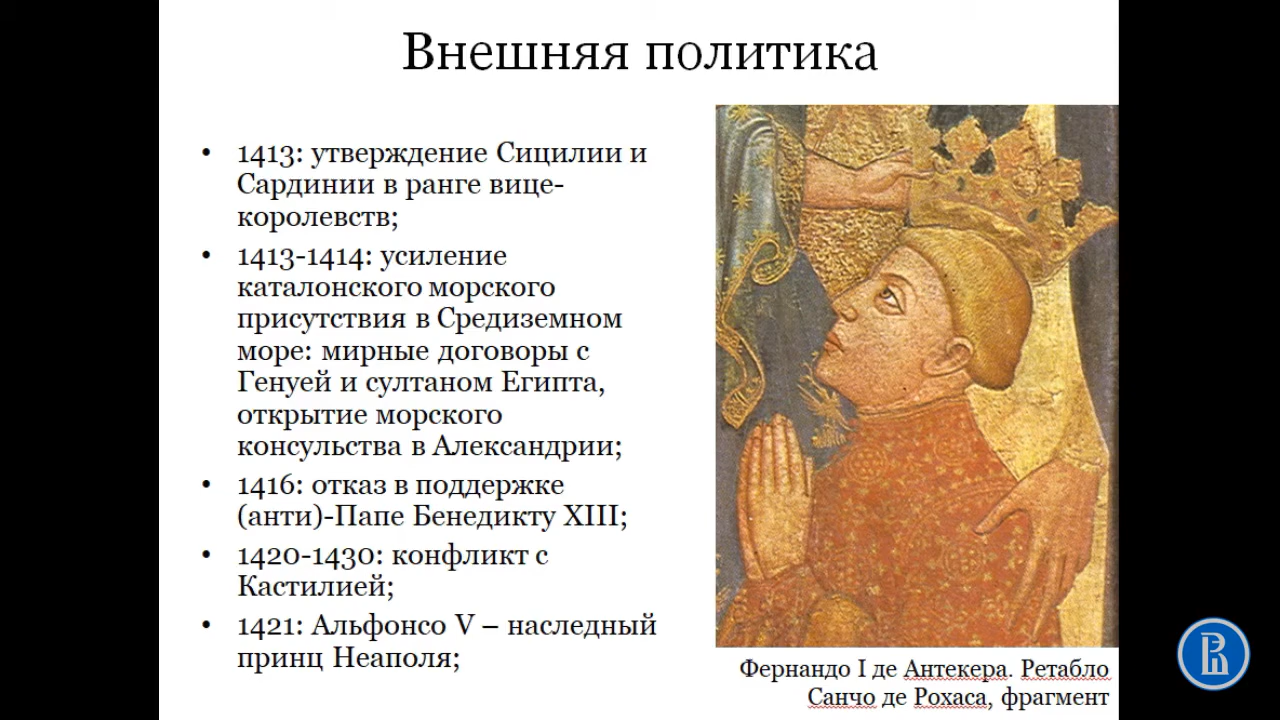 Внешняя политика
• 1413: утверждение Сицилии и
Сардинии в ранге вице-
королевств;
• 1413-1414: усиление
каталонского морского
присутствия в Средиземном
море: мирные договоры с
Генуей и султаном Египта,
открытие морского
консульства в Александрии;
• 1416: отказ в поддержке
(анти)-Папе Бенедикту XIII;
• 1420-1430: конфликт с
Кастилией;
• 1421: Альфонсо V – наследный
принц Неаполя;
Фернандо I де Антекера. Ретабло
Санчо де Рохаса, фрагмент